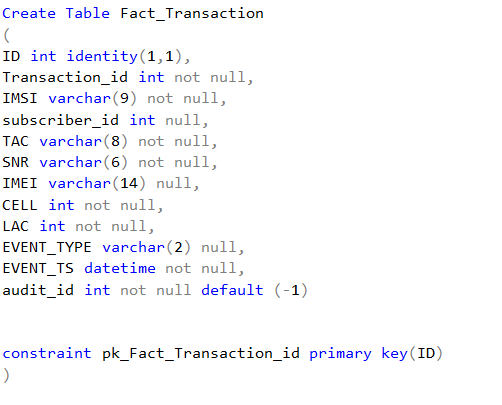 Create Table Fact_Transaction
(
ID int identity(1,1),
Transaction_id int not null,
IMSI varchar(9) not null,
subscriber_id int null,
TAC varchar(8) not null,
SNR varchar(6) not null,
IMEI varchar(14) null,
CELL int not null,
LAC int not null,
EVENT_TYPE varchar(2) null,
EVENT_TS datetime not null,
audit_id int not null default (-1)
constraint pk_Fact_Transaction_id primary key(ID)
)